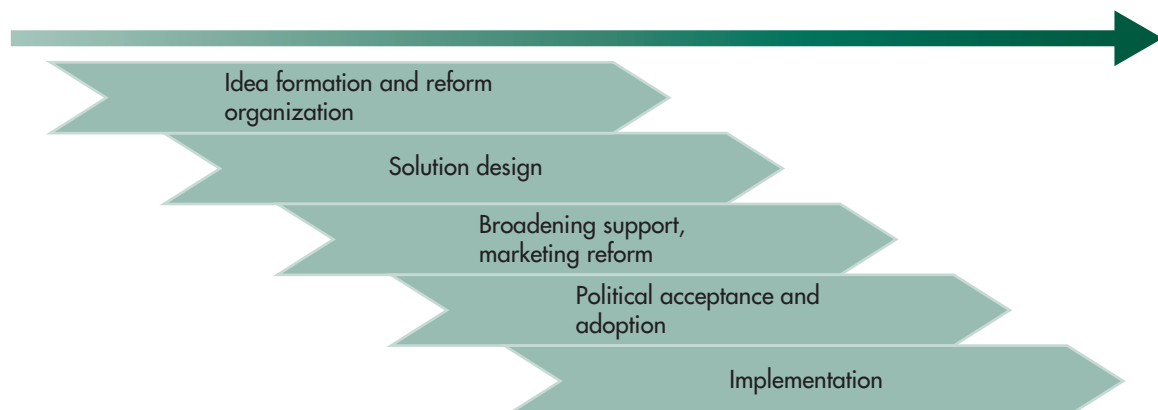 Idea formation and reform
organization
Solution design
Broadening support,
marketing reform
Political acceptance and
adoption
Implementation